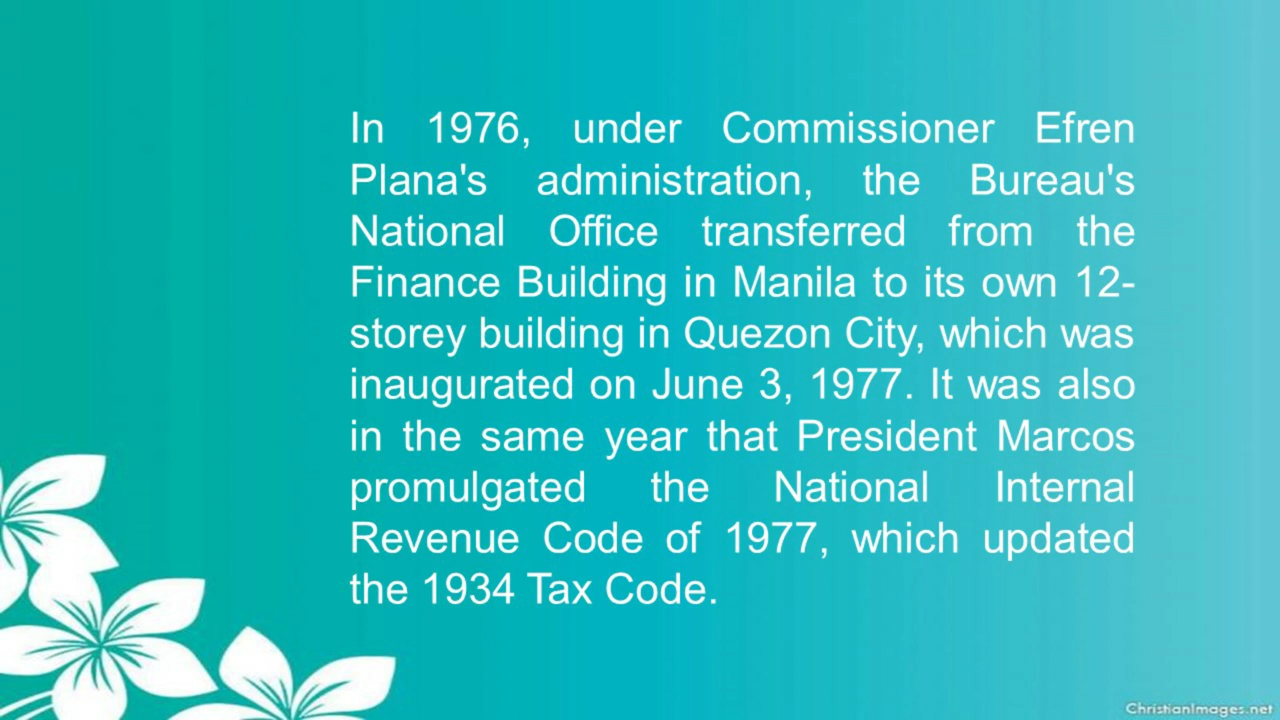 In 1976, under Commissioner Efren
Plana's administration, the Bureau's
National Office transferred from the
Finance Building in Manila to its own 12-
storey building in Quezon City, which was
inaugurated on June 3, 1977. It was also
in the same year that President Marcos
promulgated the National Internal
Revenue Code of 1977, which updated
the 1934 Tax Code.
ChristianImages.net